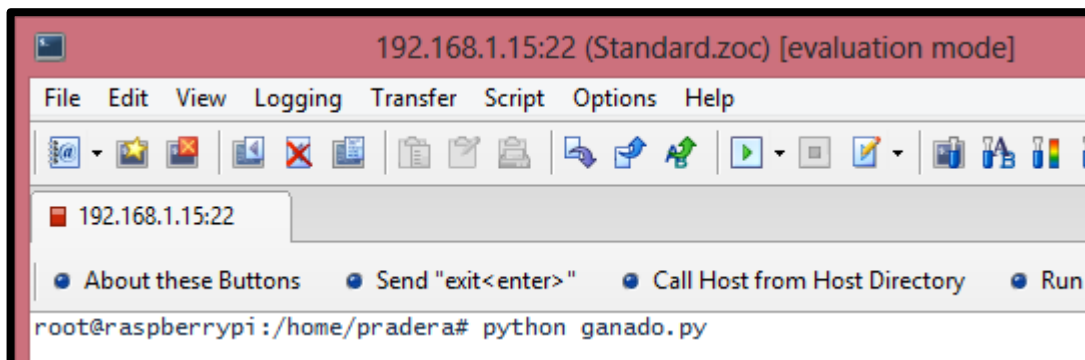 192.168.1.15:22 (Standard.zoc) [evaluation mode]
File Edit View Logging Transfer Script Options Help
192.168.1.15:22
About these Buttons Send "exit<enter>" Call Host from Host Directory Run
root@raspberrypi:/home/pradera# python ganado.py